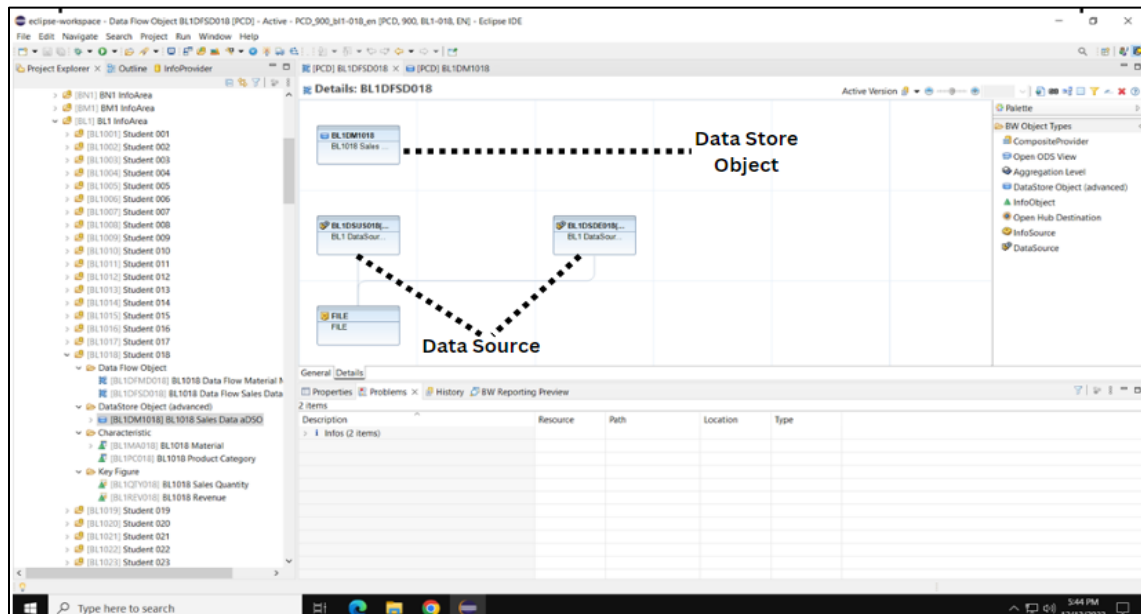 eclipse-workspace - Data Flow Object BL1DFSD018 [PCD] - Active - PCD_900_bl1-018_en [PCD, 900, BL1-018, EN] - Eclipse IDE
File Edit Navigate Search Project Run Window Help
Project Explorer Outline InfoProvider
[PCD] BL1DFSD018 [PCD] BL1DM1018
Details: BL1DFSD018
Active Version
[BN1] BN1 InfoArea
[BM1] BM1 InfoArea
[BL1] BL1 InfoArea
[BL1001] Student 001
[BL1002] Student 002
[BL1003] Student 003
[BL1004] Student 004
[BL1005] Student 005
[BL1006] Student 006
[BL1007] Student 007
[BL1008] Student 008
[BL1009] Student 009
[BL1010] Student 010
[BL1011] Student 011
[BL1012] Student 012
[BL1013] Student 013
[BL1014] Student 014
[BL1015] Student 015
[BL1016] Student 016
[BL1017] Student 017
[BL1018] Student 018
Data Flow Object
[BL1DFMD018] BL1018 Data Flow Material M
[BL1DFSD018] BL1018 Data Flow Sales Data
DataStore Object (advanced)
[BL1DM1018] BL1018 Sales Data aDSO
Characteristic
[BL1MA018] BL1018 Material
[BL1PC018] BL1018 Product Category
Key Figure
[BL1QTY018] BL1018 Sales Quantity
[BL1REV018] BL1018 Revenue
[BL1019] Student 019
[BL1020] Student 020
[BL1021] Student 021
[BL1022] Student 022
[BL1023] Student 023
BL1DM1018
BL1018 Sales ...
Data Store
Object
BL1DSUS018(...
BL1 DataSour...
BL1DSDE018(...
BL1 DataSour...
FILE
FILE
Data Source
Palette
BW Object Types
CompositeProvider
Open ODS View
Aggregation Level
DataStore Object (advanced)
InfoObject
Open Hub Destination
InfoSource
DataSource
General Details
Properties Problems History BW Reporting Preview
2 items
Description Resource Path Location Type
Infos (2 items)
Type here to search
5:44 PM